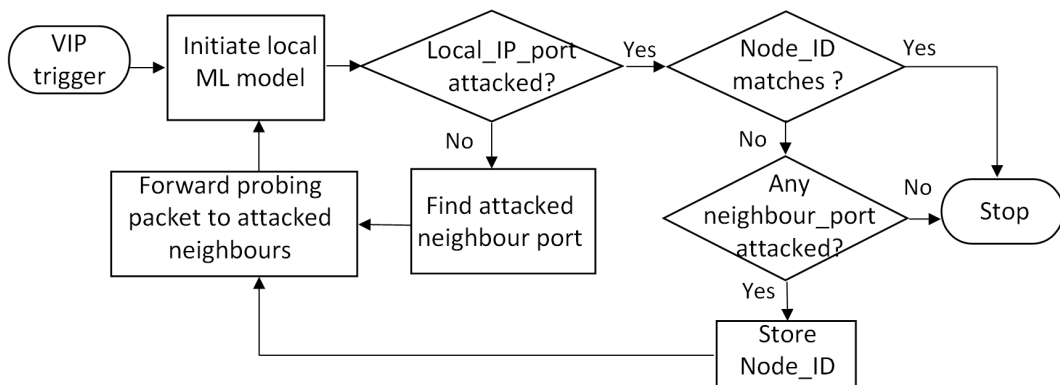 VIP
trigger
Initiate local
ML model
Local_IP_port
attacked?
Yes
Node_ID
matches ?
Yes
No
No
Forward probing
packet to attacked
neighbours
Find attacked
neighbour port
Any
neighbour_port
attacked?
No
Stop
Yes
Store
Node_ID